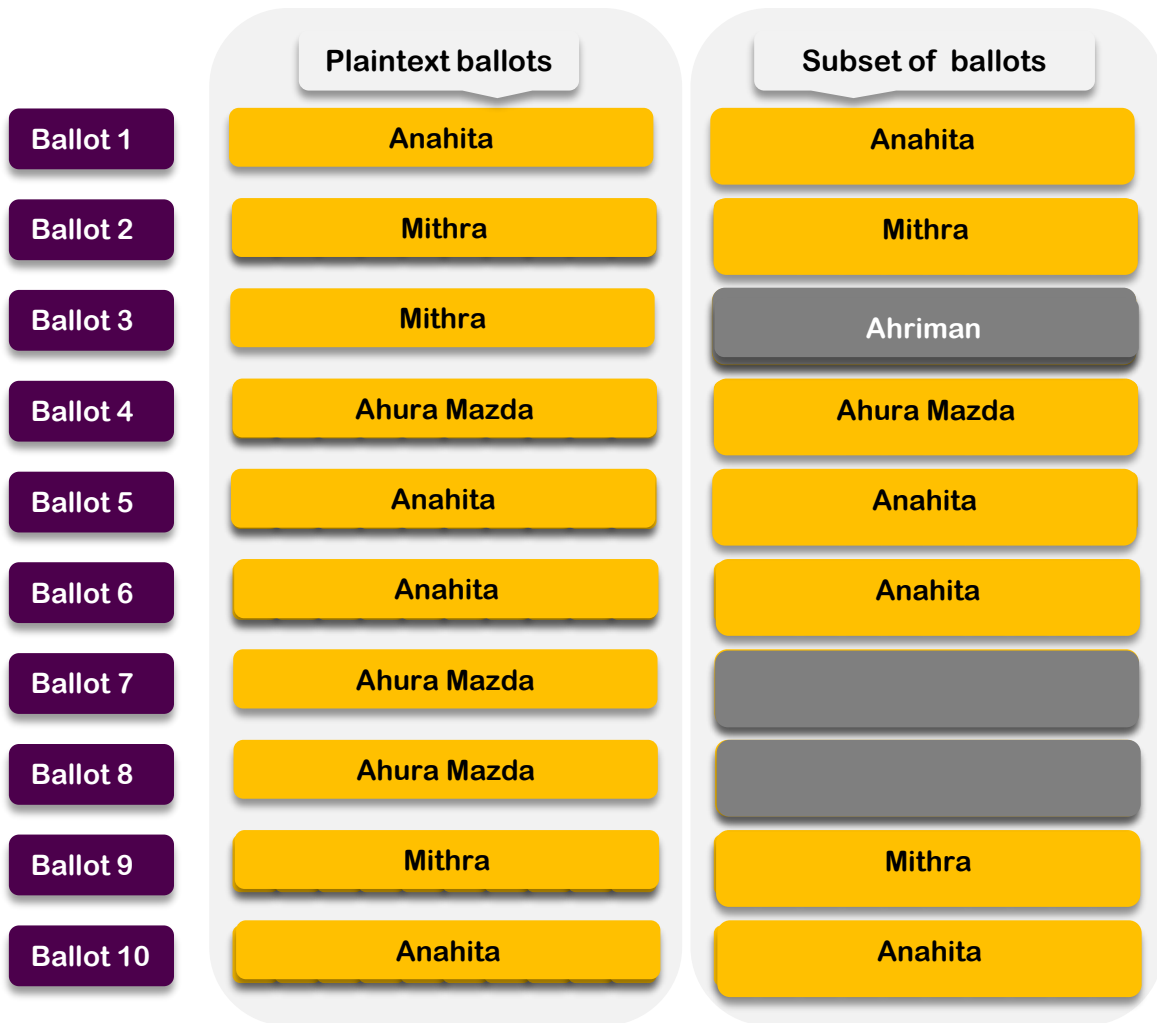 Plaintext ballots
Subset of ballots
Ballot 1
Anahita
Anahita
Ballot 2
Mithra
Mithra
Ballot 3
Mithra
Ahriman
Ballot 4
Ahura Mazda
Ahura Mazda
Ballot 5
Anahita
Anahita
Ballot 6
Anahita
Anahita
Ballot 7
Ahura Mazda
Ballot 8
Ahura Mazda
Ballot 9
Mithra
Mithra
Ballot 10
Anahita
Anahita